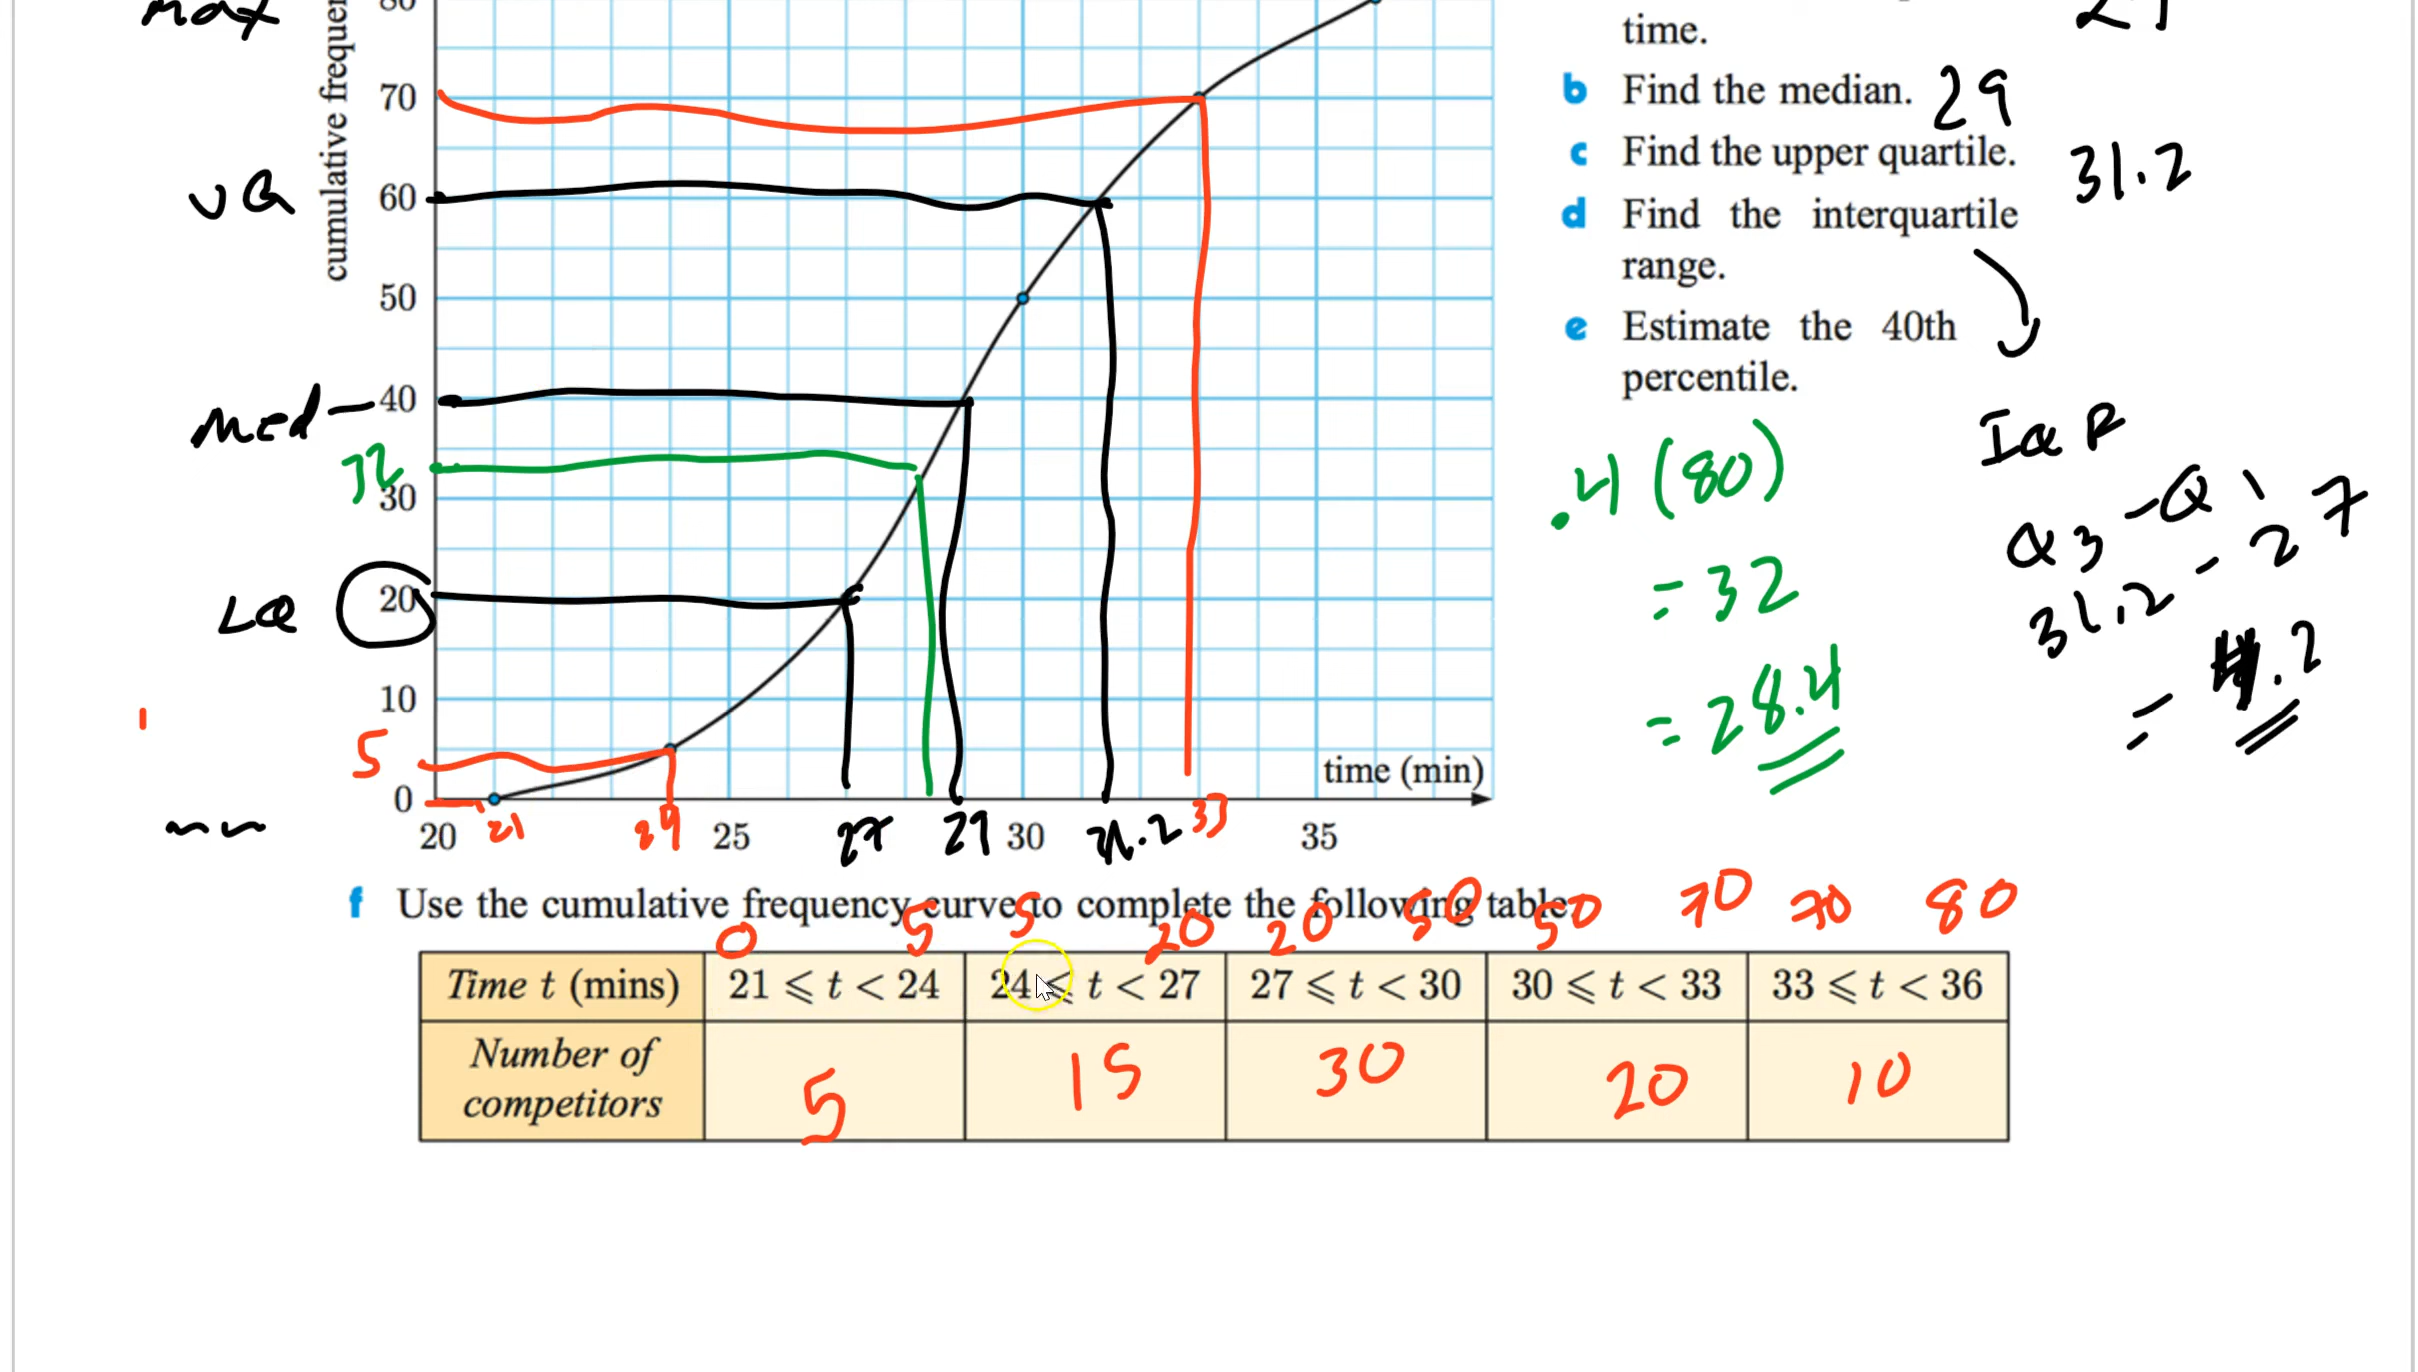 max
80
cumulative frequen
70
UQ
60
50
Med
40
32
30
LQ
20
10
5
0
time (min)
20
21
24
25
27
29
30
31.2
33
35
time.
b Find the median. 29
c Find the upper quartile. 31.2
d Find the interquartile
range.
e Estimate the 40th
percentile.
.4 (80)
= 32
= 28.4
IQR
Q3 - Q1
31.2 - 27
= 4.2
f Use the cumulative frequency curve to complete the following table
0 5 5 20 20 50 50 70 70 80
Time t (mins) 21 ⩽ t < 24 24 ⩽ t < 27 27 ⩽ t < 30 30 ⩽ t < 33 33 ⩽ t < 36
Number of
competitors 5 15 30 20 10